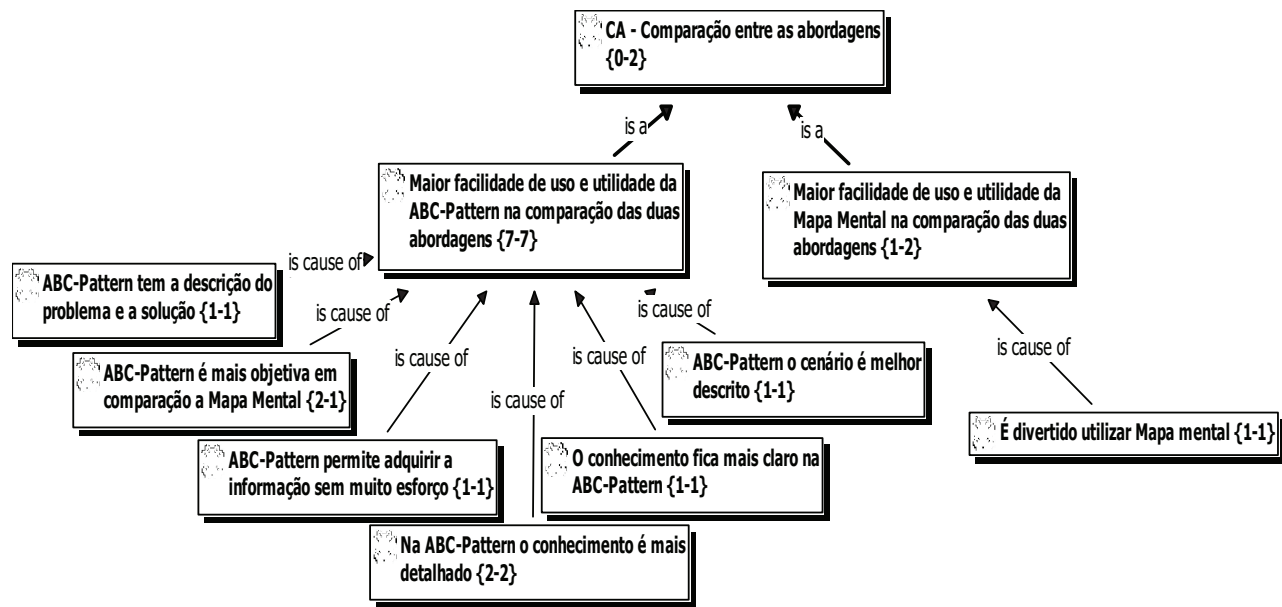 CA - Comparação entre as abordagens
{0-2}
is a
is a
Maior facilidade de uso e utilidade da
ABC-Pattern na comparação das duas
abordagens {7-7}
Maior facilidade de uso e utilidade da
Mapa Mental na comparação das duas
abordagens {1-2}
is cause of
ABC-Pattern tem a descrição do
problema e a solução {1-1}
is cause of
ABC-Pattern é mais objetiva em
comparação a Mapa Mental {2-1}
is cause of
ABC-Pattern permite adquirir a
informação sem muito esforço {1-1}
is cause of
Na ABC-Pattern o conhecimento é mais
detalhado {2-2}
is cause of
O conhecimento fica mais claro na
ABC-Pattern {1-1}
is cause of
ABC-Pattern o cenário é melhor
descrito {1-1}
is cause of
É divertido utilizar Mapa mental {1-1}